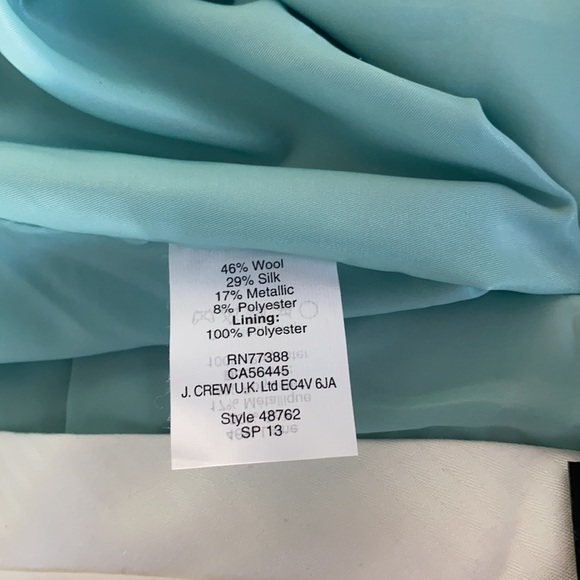 46% Wool
29% Silk
17% Metallic
8% Polyester
Lining:
100% Polyester
RN77388
CA56445
J. CREW U.K. Ltd EC4V 6JA
Style 48762
SP 13